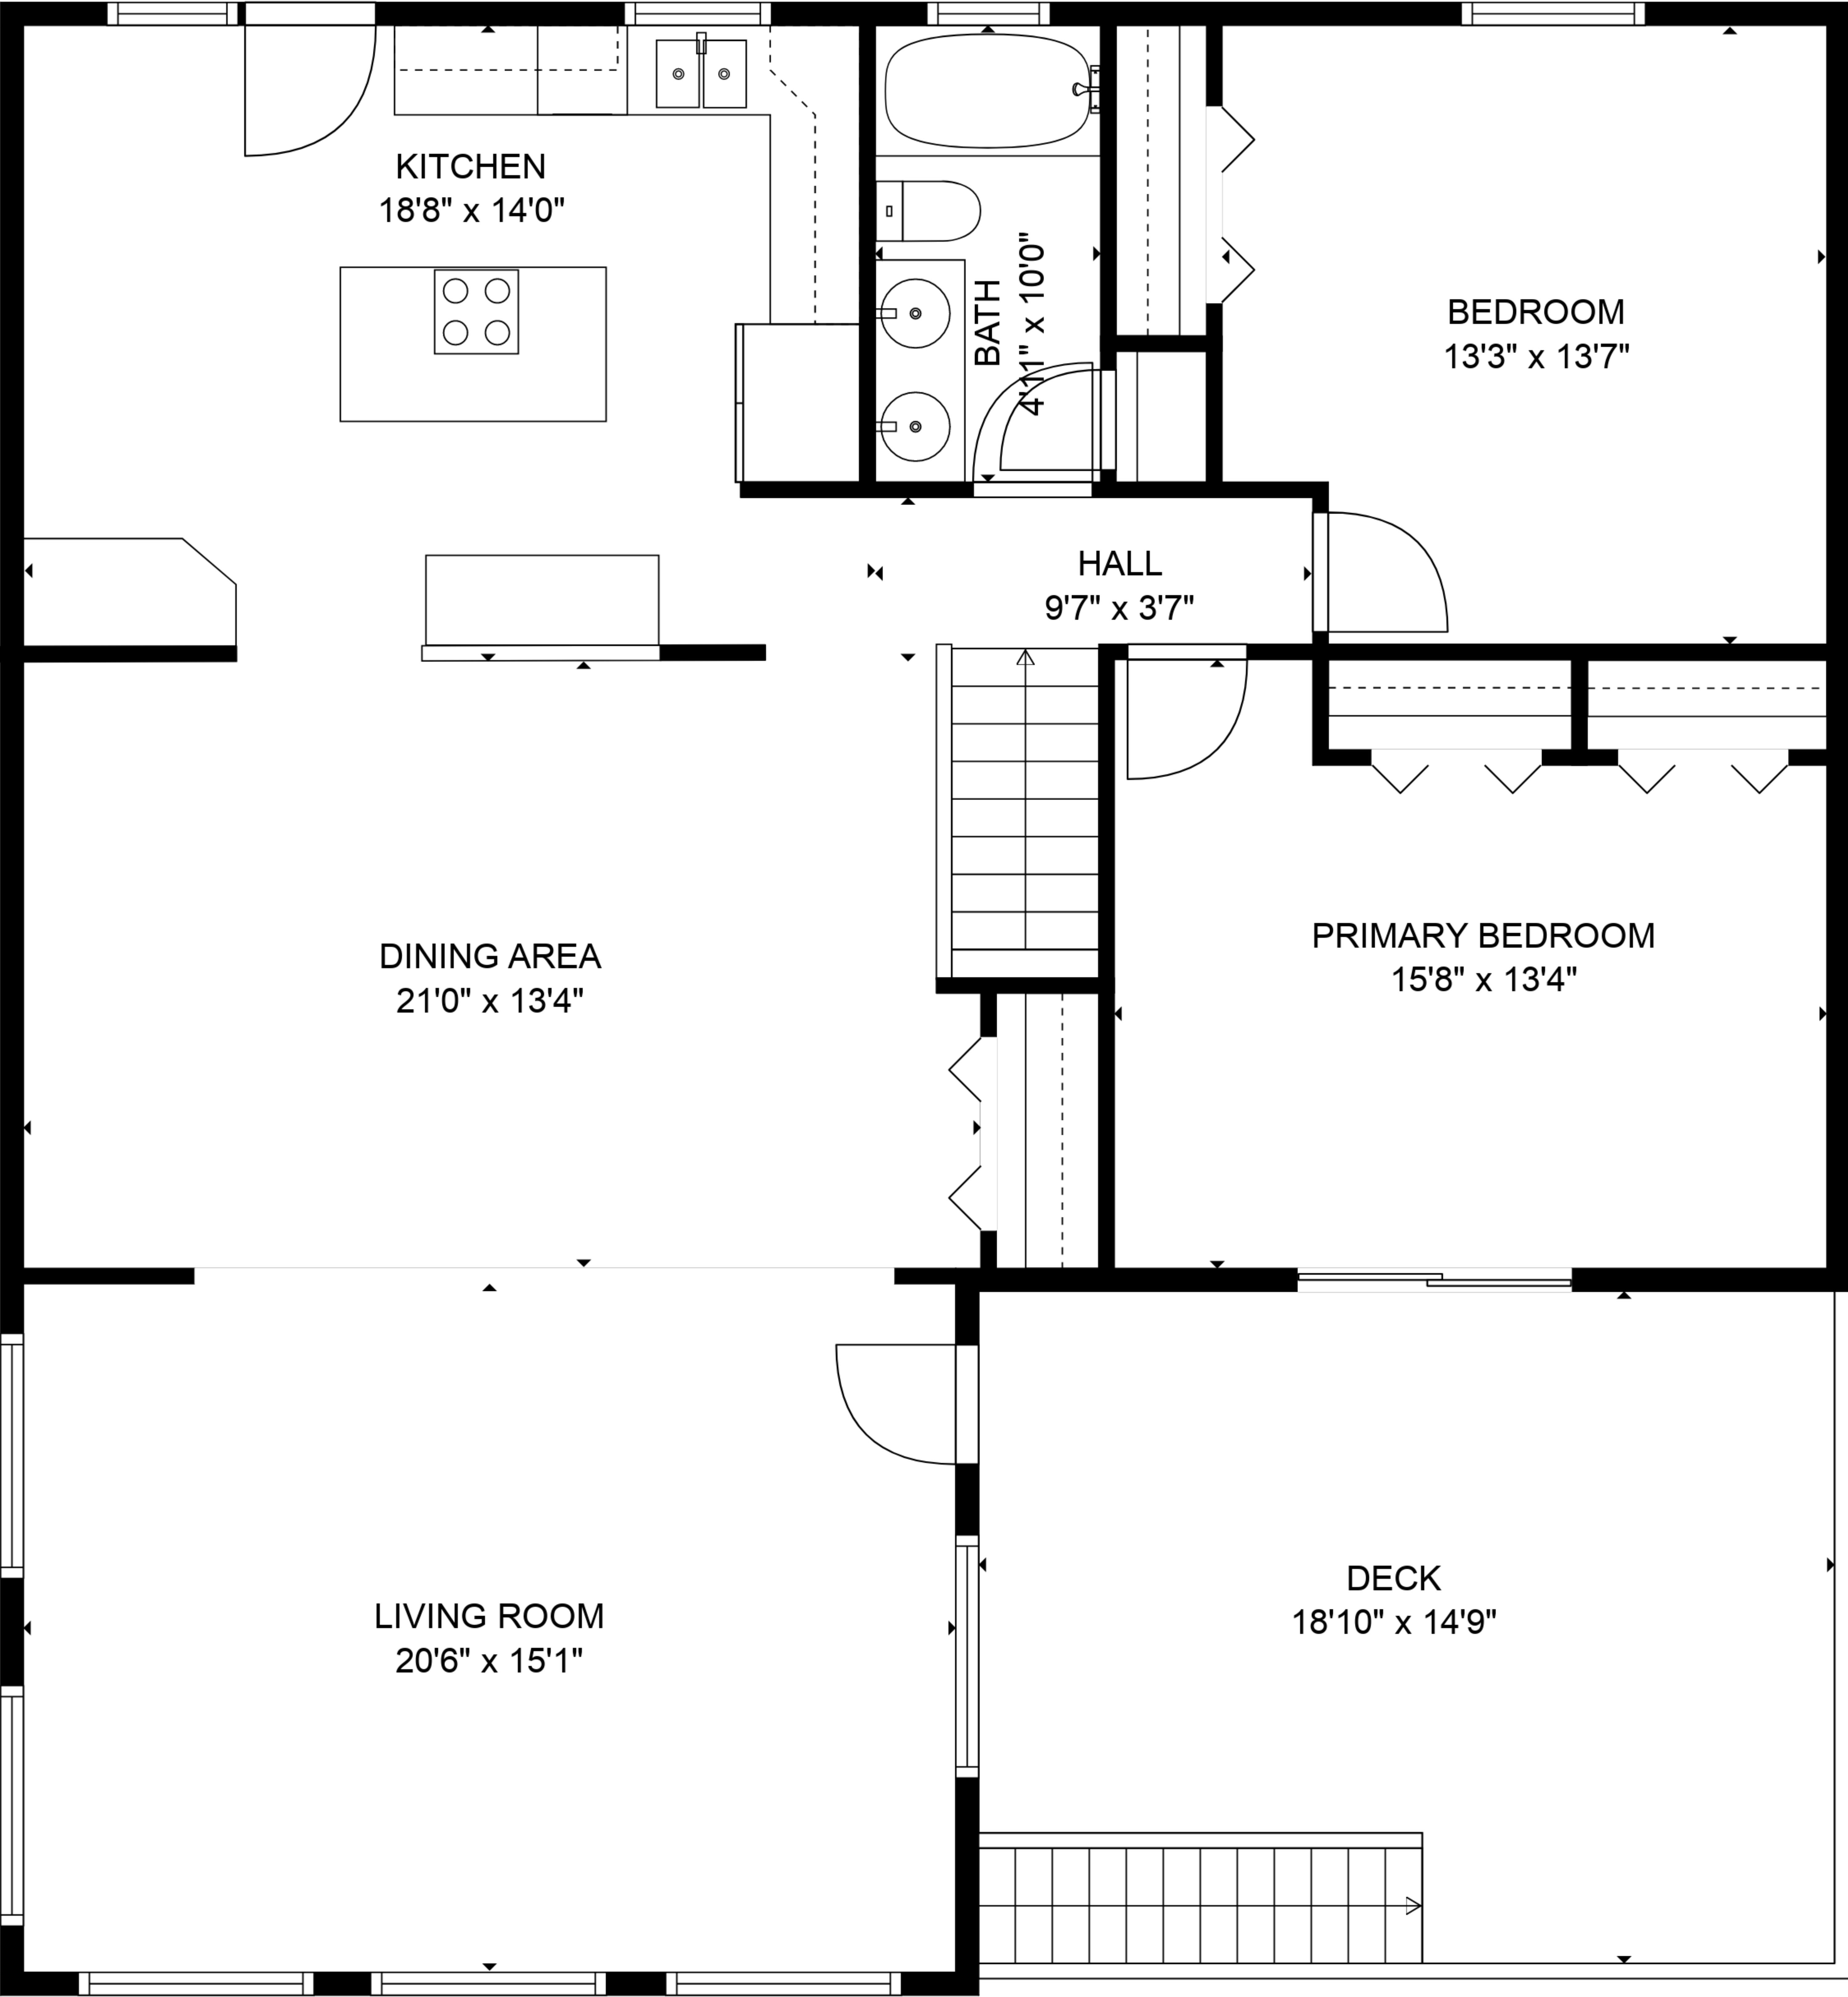 KITCHEN
18'8" x 14'0"
BATH
4'11" x 10'0"
BEDROOM
13'3" x 13'7"
HALL
9'7" x 3'7"
DINING AREA
21'0" x 13'4"
PRIMARY BEDROOM
15'8" x 13'4"
LIVING ROOM
20'6" x 15'1"
DECK
18'10" x 14'9"